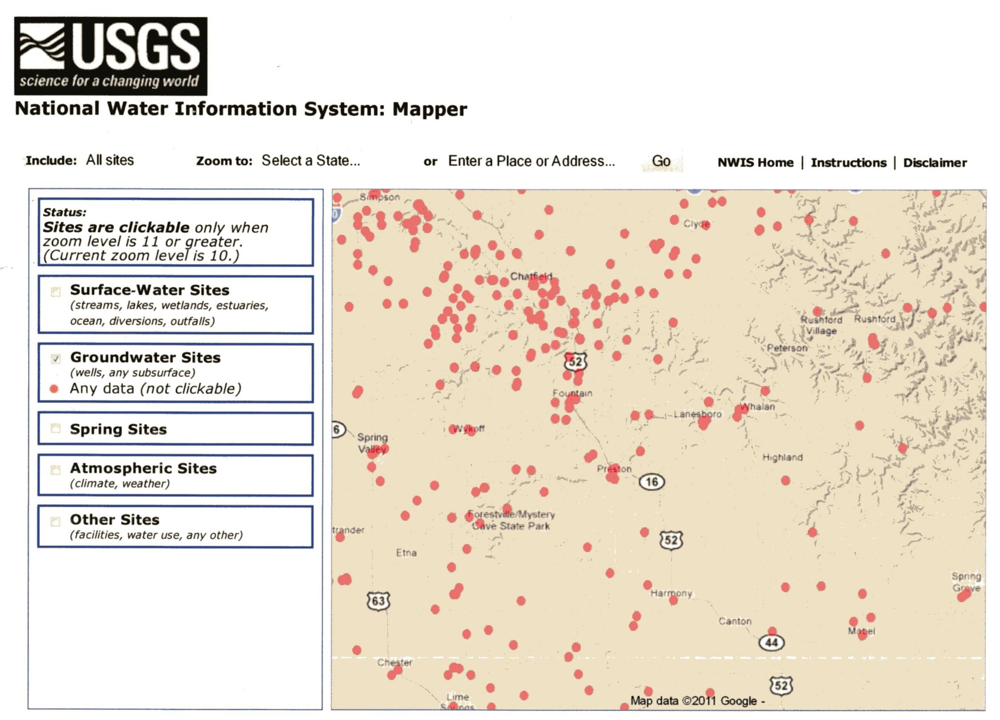 USGS
science for a changing world
National Water Information System: Mapper
Include: All sites Zoom to: Select a State... or Enter a Place or Address... Go NWIS Home | Instructions | Disclaimer
Status:
Sites are clickable only when
zoom level is 11 or greater.
(Current zoom level is 10.)
Surface-Water Sites
(streams, lakes, wetlands, estuaries,
ocean, diversions, outfalls)
Groundwater Sites
(wells, any subsurface)
Any data (not clickable)
Spring Sites
Atmospheric Sites
(climate, weather)
Other Sites
(facilities, water use, any other)
Simpson
Clyde
Chatfield
Rushford
Village
Rushford
Peterson
52
Fountain
Whalan
Lanesboro
6
Wykoff
Spring
Valley
Highland
Preston
16
Forestville/Mystery
Cave State Park
trander
52
Etna
Spring
Grove
Harmony
63
Canton
Mabel
44
Chester
52
Lime
Springs
Map data ©2011 Google -